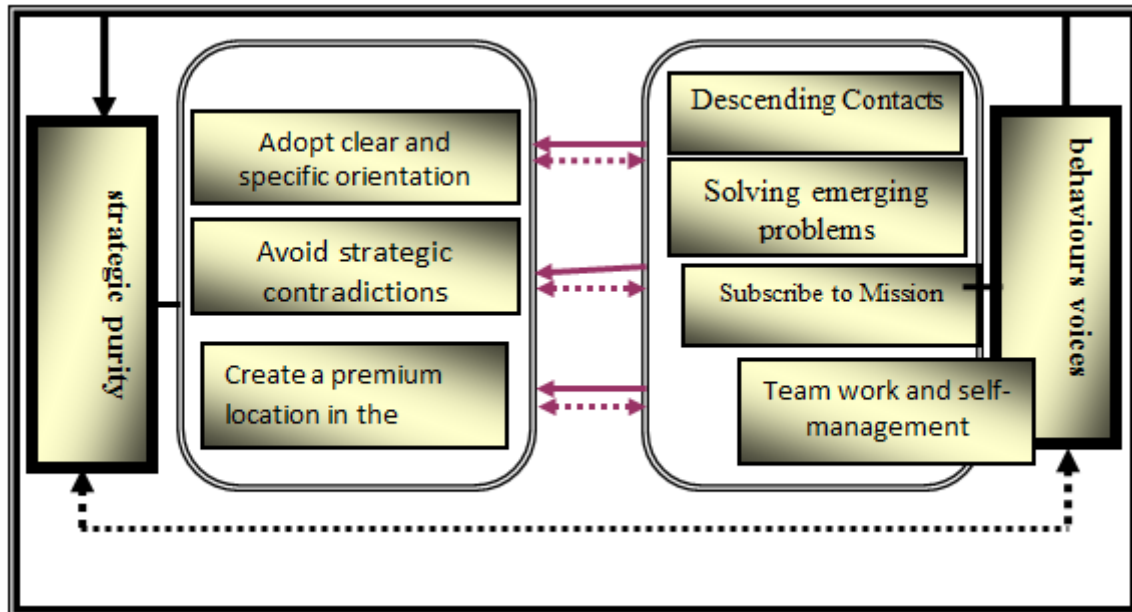 strategic purity
Adopt clear and
specific orientation
Avoid strategic
contradictions
Create a premium
location in the
Descending Contacts
Solving emerging
problems
Subscribe to Mission
Team work and self-
management
behaviours voices